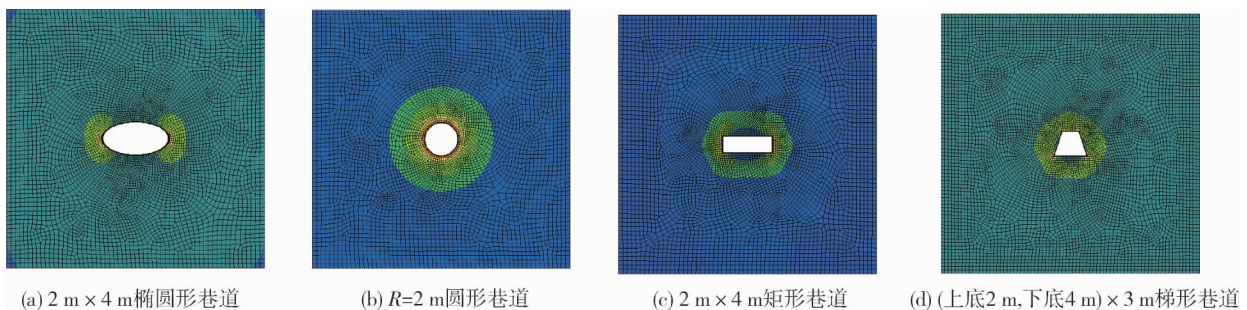 (a) 2 m × 4 m椭圆形巷道
(b) R=2 m圆形巷道
(c) 2 m × 4 m矩形巷道
(d) (上底2 m,下底4 m) × 3 m梯形巷道